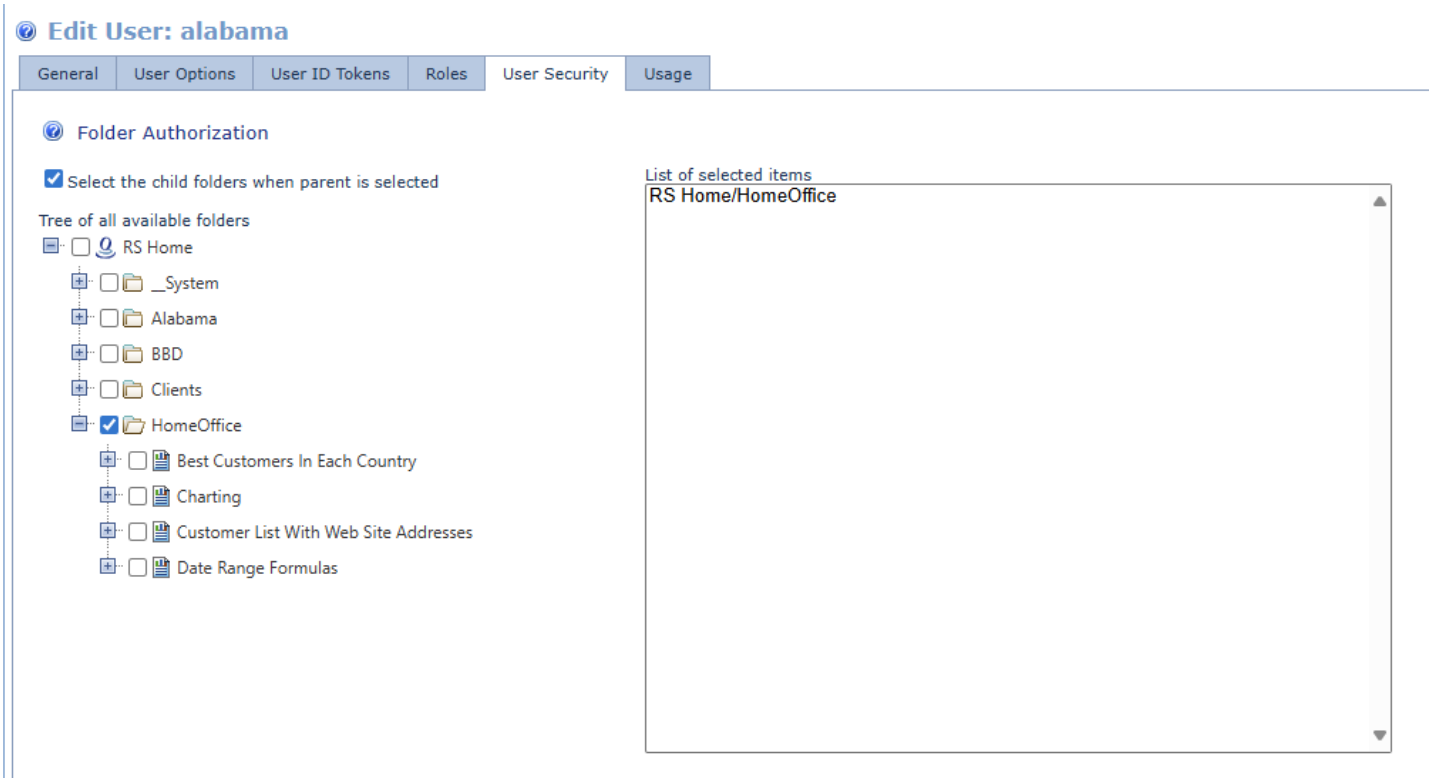 Edit User: alabama
General User Options User ID Tokens Roles User Security Usage
Folder Authorization
Select the child folders when parent is selected
Tree of all available folders
RS Home
__System
Alabama
BBD
Clients
HomeOffice
Best Customers In Each Country
Charting
Customer List With Web Site Addresses
Date Range Formulas
List of selected items
RS Home/HomeOffice